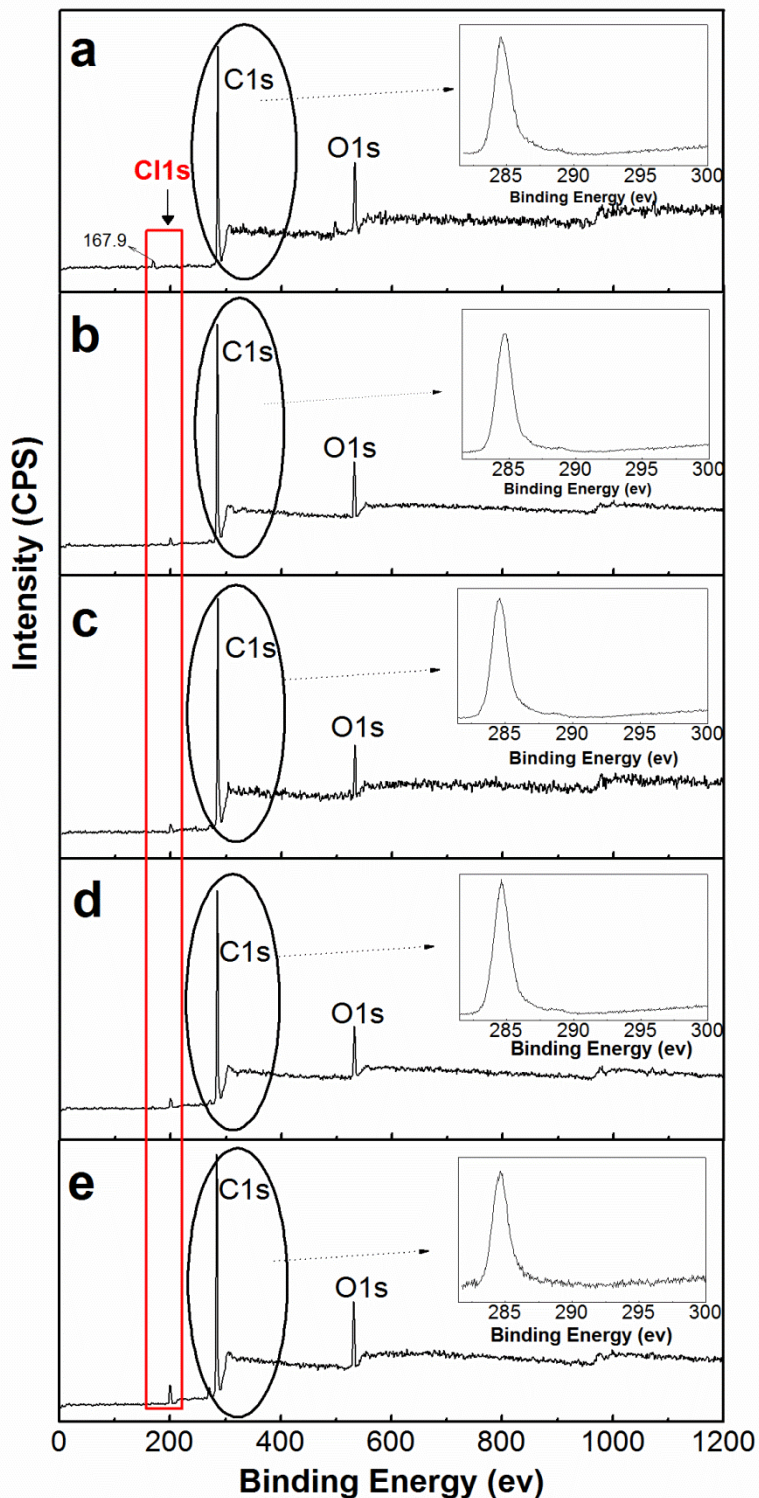 Intensity (CPS)
a
C1s
O1s
Cl1s
167.9
285 290 295 300
Binding Energy (ev)
b
C1s
O1s
285 290 295 300
Binding Energy (ev)
c
C1s
O1s
285 290 295 300
Binding Energy (ev)
d
C1s
O1s
285 290 295 300
Binding Energy (ev)
e
C1s
O1s
285 290 295 300
Binding Energy (ev)
0 200 400 600 800 1000 1200
Binding Energy (ev)